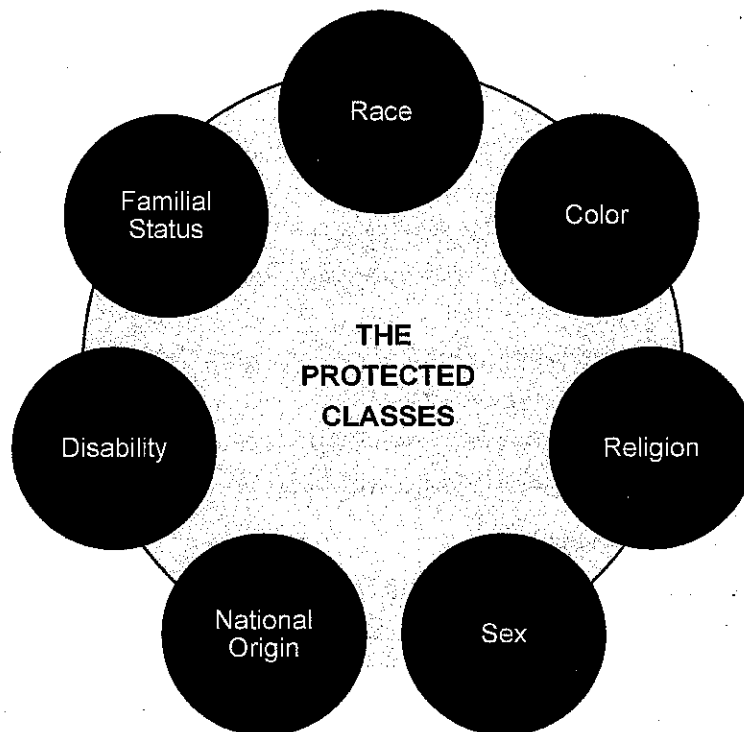 Race
Color
Religion
Sex
National
Origin
Disability
Familial
Status
THE
PROTECTED
CLASSES